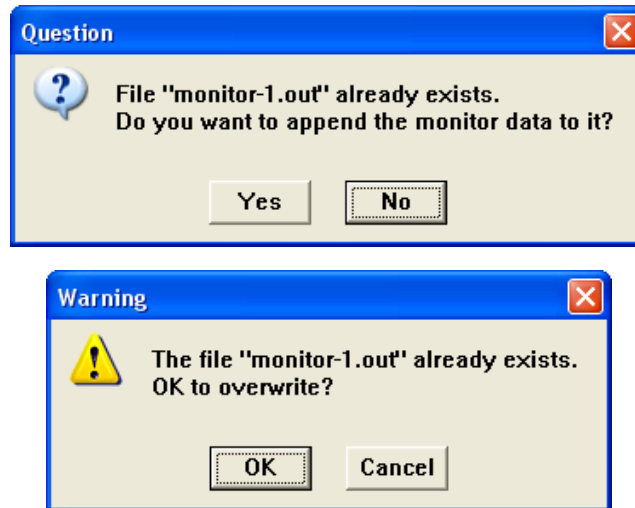 Question
File "monitor-1.out" already exists.
Do you want to append the monitor data to it?
Yes No
Warning
The file "monitor-1.out" already exists.
OK to overwrite?
OK Cancel